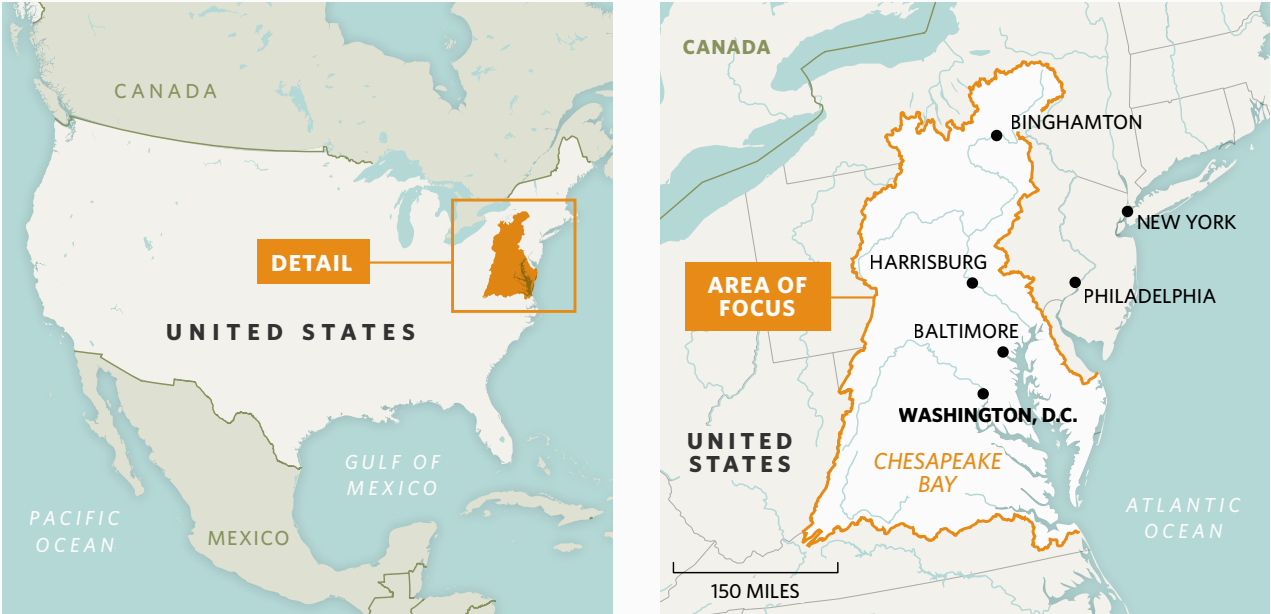 CANADA
DETAIL
UNITED STATES
GULF OF
MEXICO
PACIFIC
OCEAN
MEXICO
CANADA
BINGHAMTON
NEW YORK
HARRISBURG
AREA OF
FOCUS
PHILADELPHIA
BALTIMORE
WASHINGTON, D.C.
UNITED
STATES
CHESAPEAKE
BAY
ATLANTIC
OCEAN
150 MILES